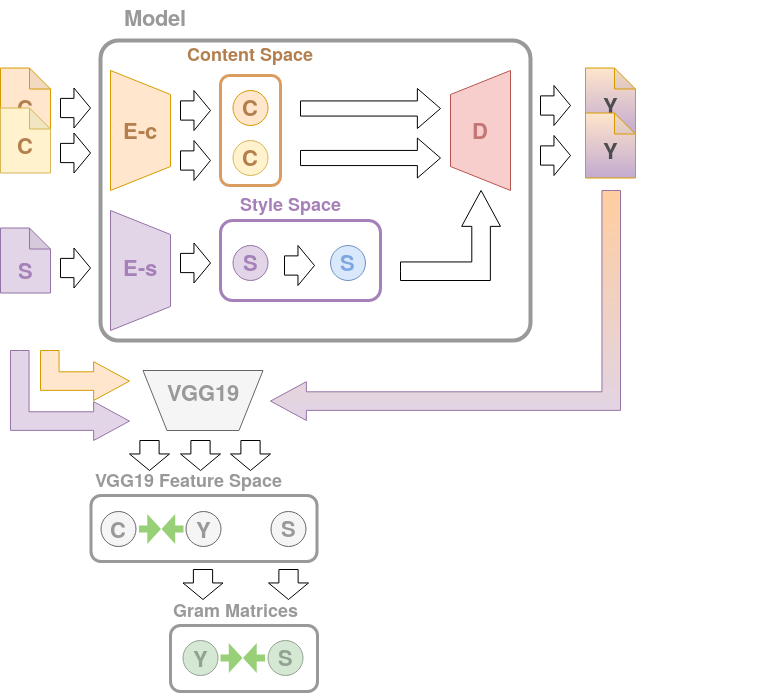 Model
Content Space
C
C
E-c
C
C
D
Y
Y
Style Space
S
E-s
S
S
VGG19
VGG19 Feature Space
C
Y
S
Gram Matrices
Y
S